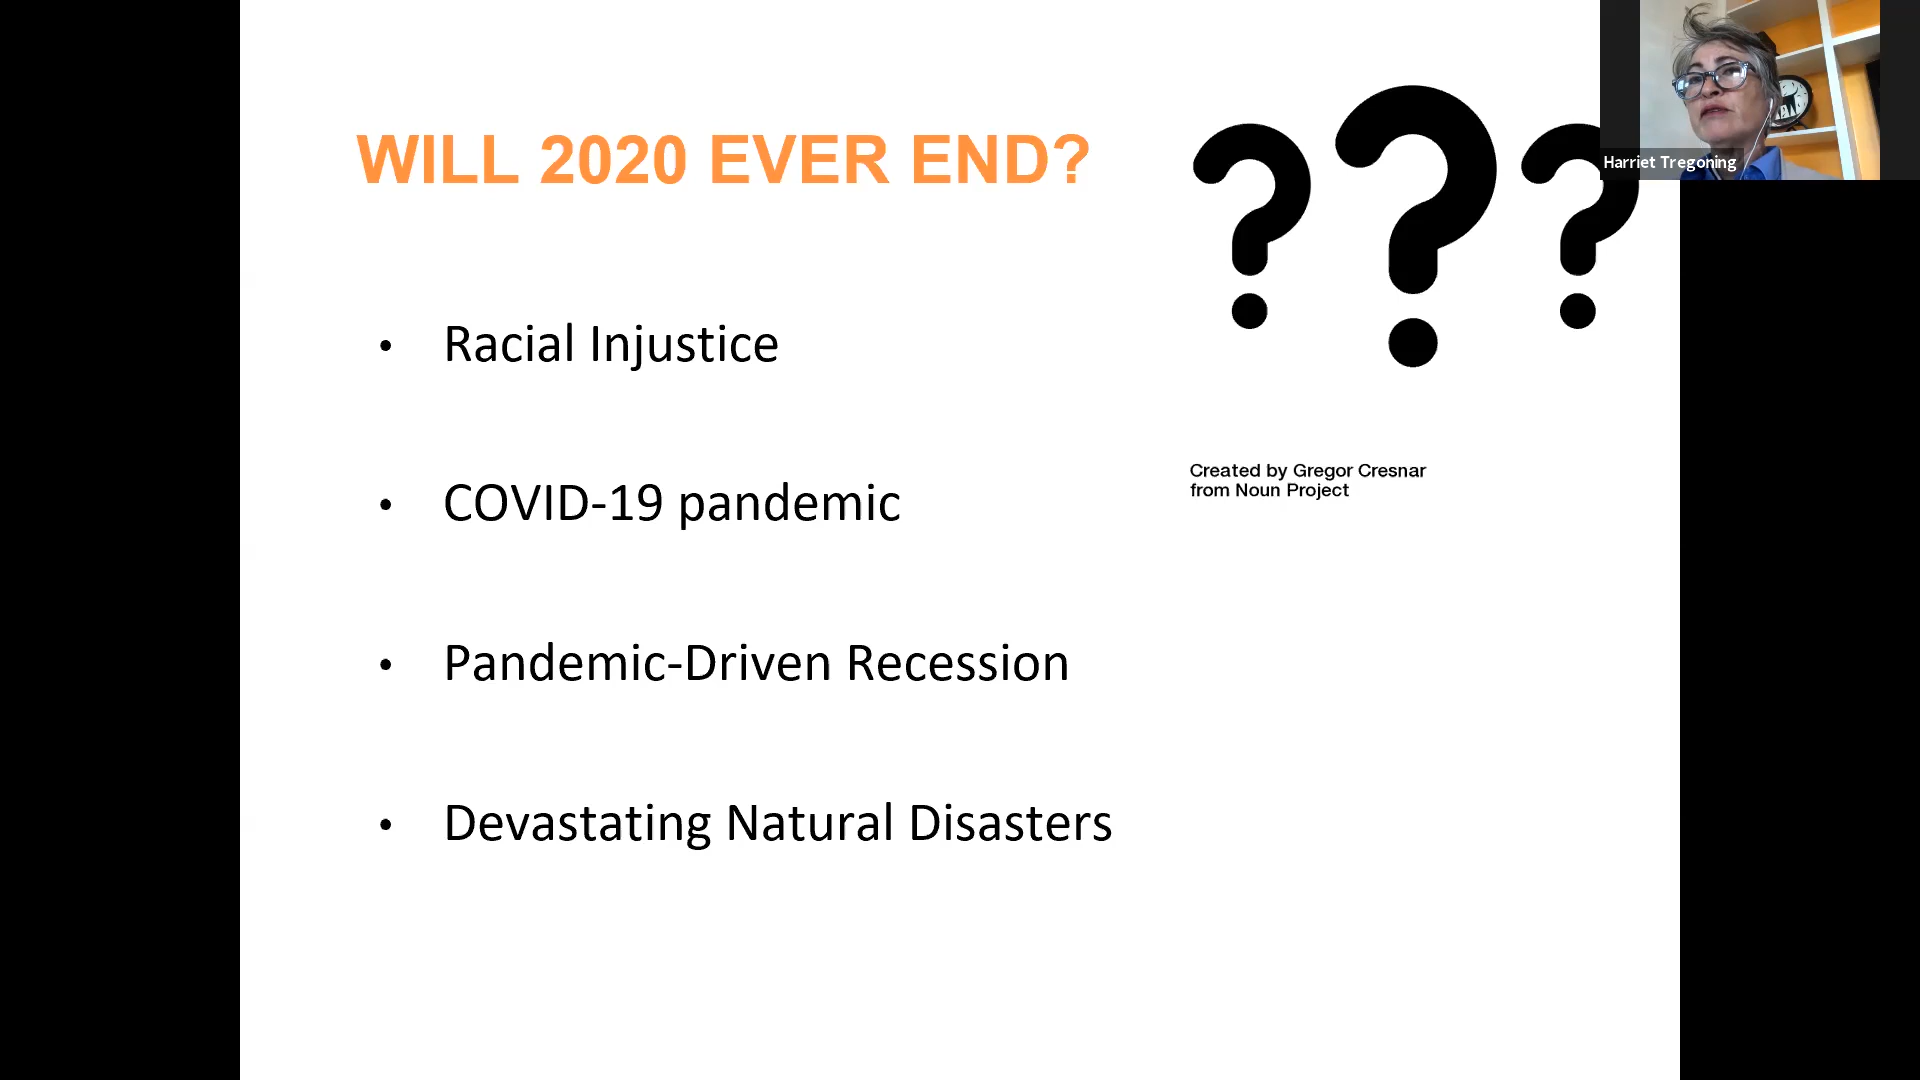 WILL 2020 EVER END?
• Racial Injustice
• COVID-19 pandemic
• Pandemic-Driven Recession
• Devastating Natural Disasters
???
Created by Gregor Cresnar
from Noun Project
Harriet Tregoning